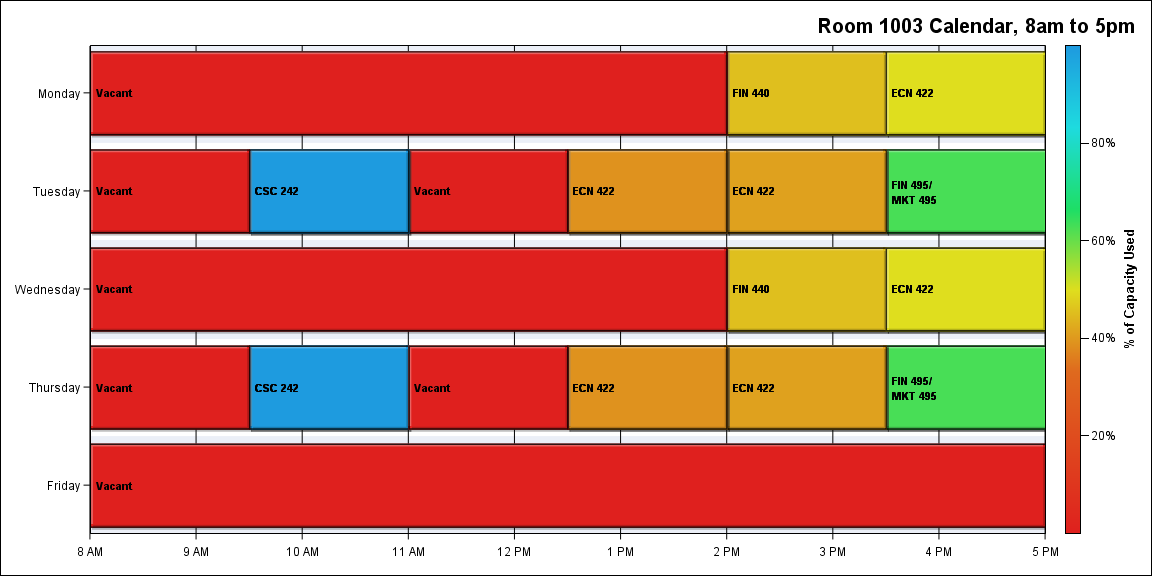 Room 1003 Calendar, 8am to 5pm
Monday
Vacant
FIN 440
ECN 422
Tuesday
Vacant
CSC 242
Vacant
ECN 422
ECN 422
FIN 495/
MKT 495
Wednesday
Vacant
FIN 440
ECN 422
Thursday
Vacant
CSC 242
Vacant
ECN 422
ECN 422
FIN 495/
MKT 495
Friday
Vacant
8 AM
9 AM
10 AM
11 AM
12 PM
1 PM
2 PM
3 PM
4 PM
5 PM
80%
60%
40%
20%
% of Capacity Used